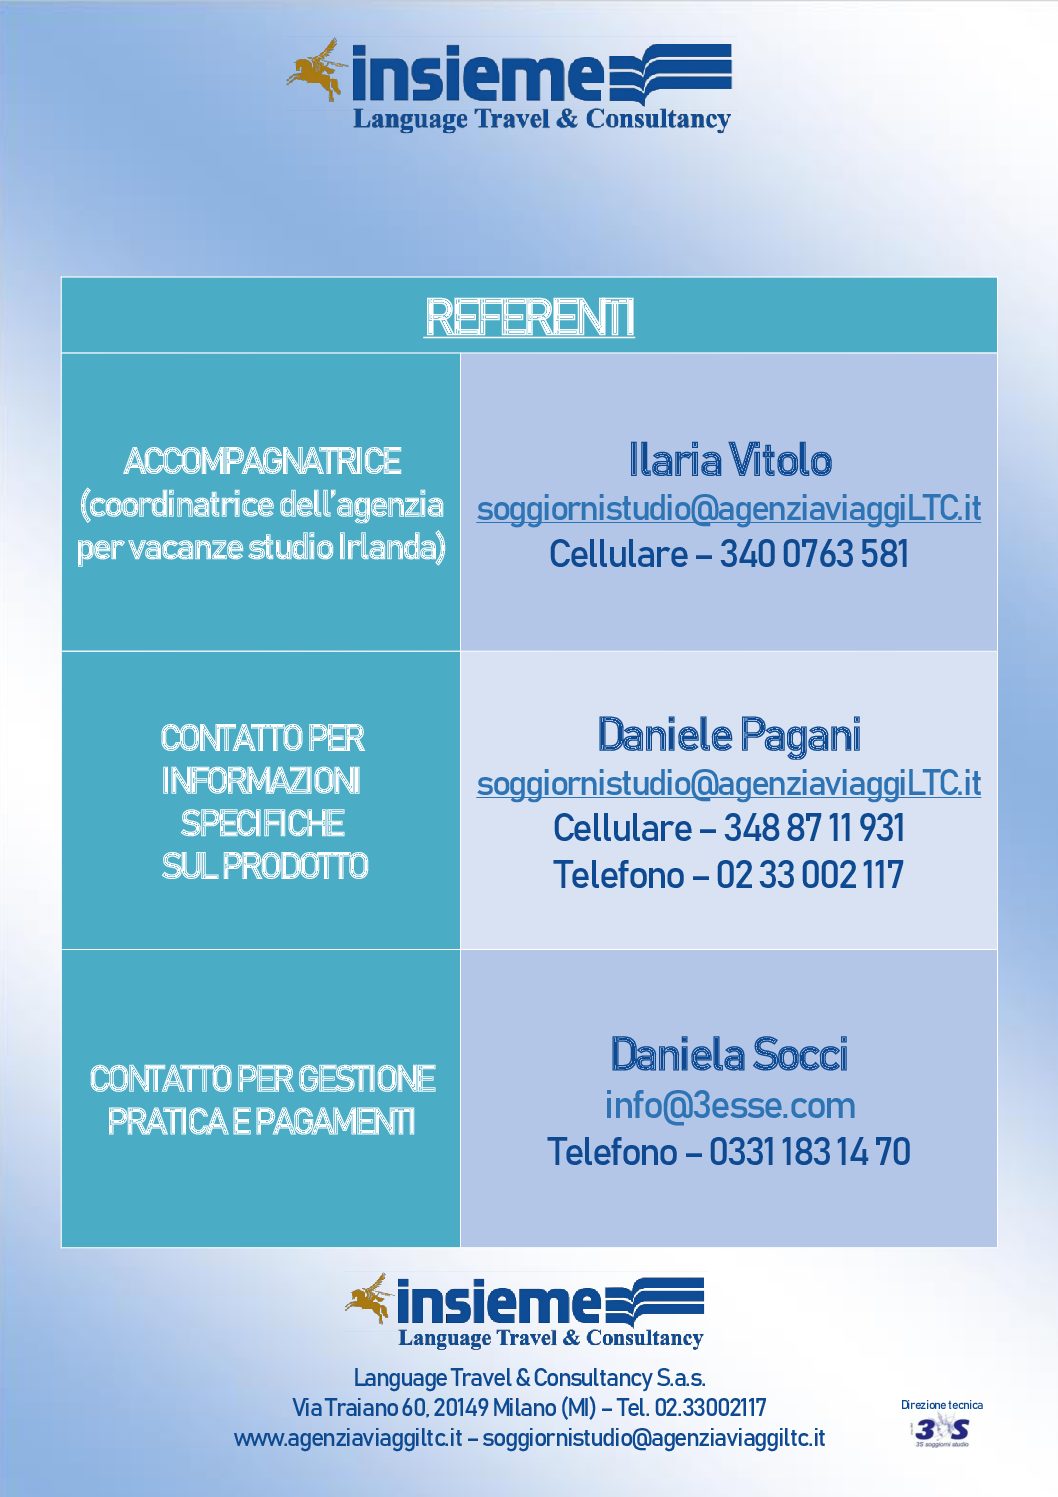 insieme
Language Travel & Consultancy
REFERENTI
ACCOMPAGNATRICE
(coordinatrice dell'agenzia
per vacanze studio Irlanda)
Ilaria Vitolo
soggiornistudio@agenziaviaggiLTC.it
Cellulare – 340 0763 581
CONTATTO PER
INFORMAZIONI
SPECIFICHE
SUL PRODOTTO
Daniele Pagani
soggiornistudio@agenziaviaggiLTC.it
Cellulare – 348 87 11 931
Telefono – 02 33 002 117
CONTATTO PER GESTIONE
PRATICA E PAGAMENTI
Daniela Socci
info@3esse.com
Telefono – 0331 183 14 70
insieme
Language Travel & Consultancy
Language Travel & Consultancy S.a.s.
Via Traiano 60, 20149 Milano (MI) – Tel. 02.33002117
www.agenziaviaggiltc.it – soggiornistudio@agenziaviaggiltc.it
Direzione tecnica
3S
3S soggiorni studio